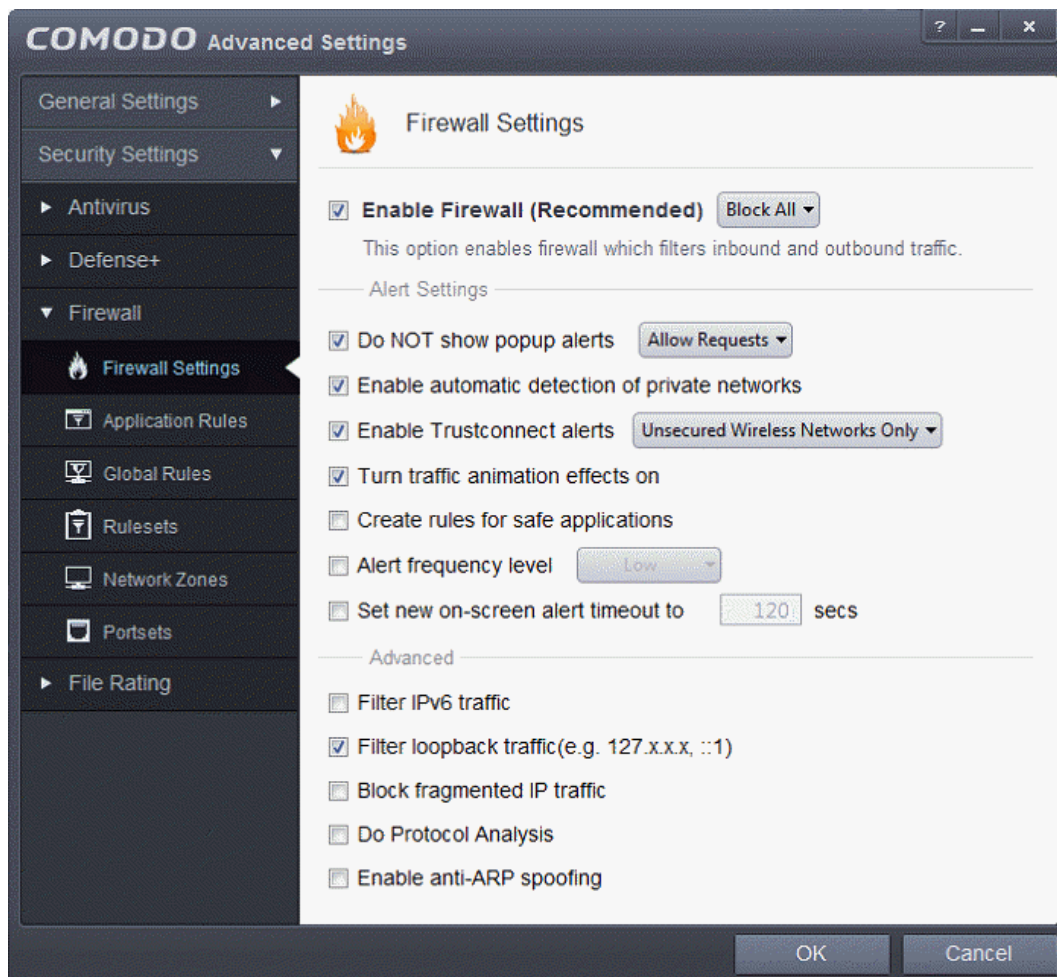 COMODO Advanced Settings
? — ×
General Settings
Security Settings
Antivirus
Defense+
Firewall
Firewall Settings
Application Rules
Global Rules
Rulesets
Network Zones
Portsets
File Rating
Firewall Settings
Enable Firewall (Recommended) Block All
This option enables firewall which filters inbound and outbound traffic.
Alert Settings
Do NOT show popup alerts Allow Requests
Enable automatic detection of private networks
Enable Trustconnect alerts Unsecured Wireless Networks Only
Turn traffic animation effects on
Create rules for safe applications
Alert frequency level Low
Set new on-screen alert timeout to 120 secs
Advanced
Filter IPv6 traffic
Filter loopback traffic(e.g. 127.x.x.x, ::1)
Block fragmented IP traffic
Do Protocol Analysis
Enable anti-ARP spoofing
OK Cancel